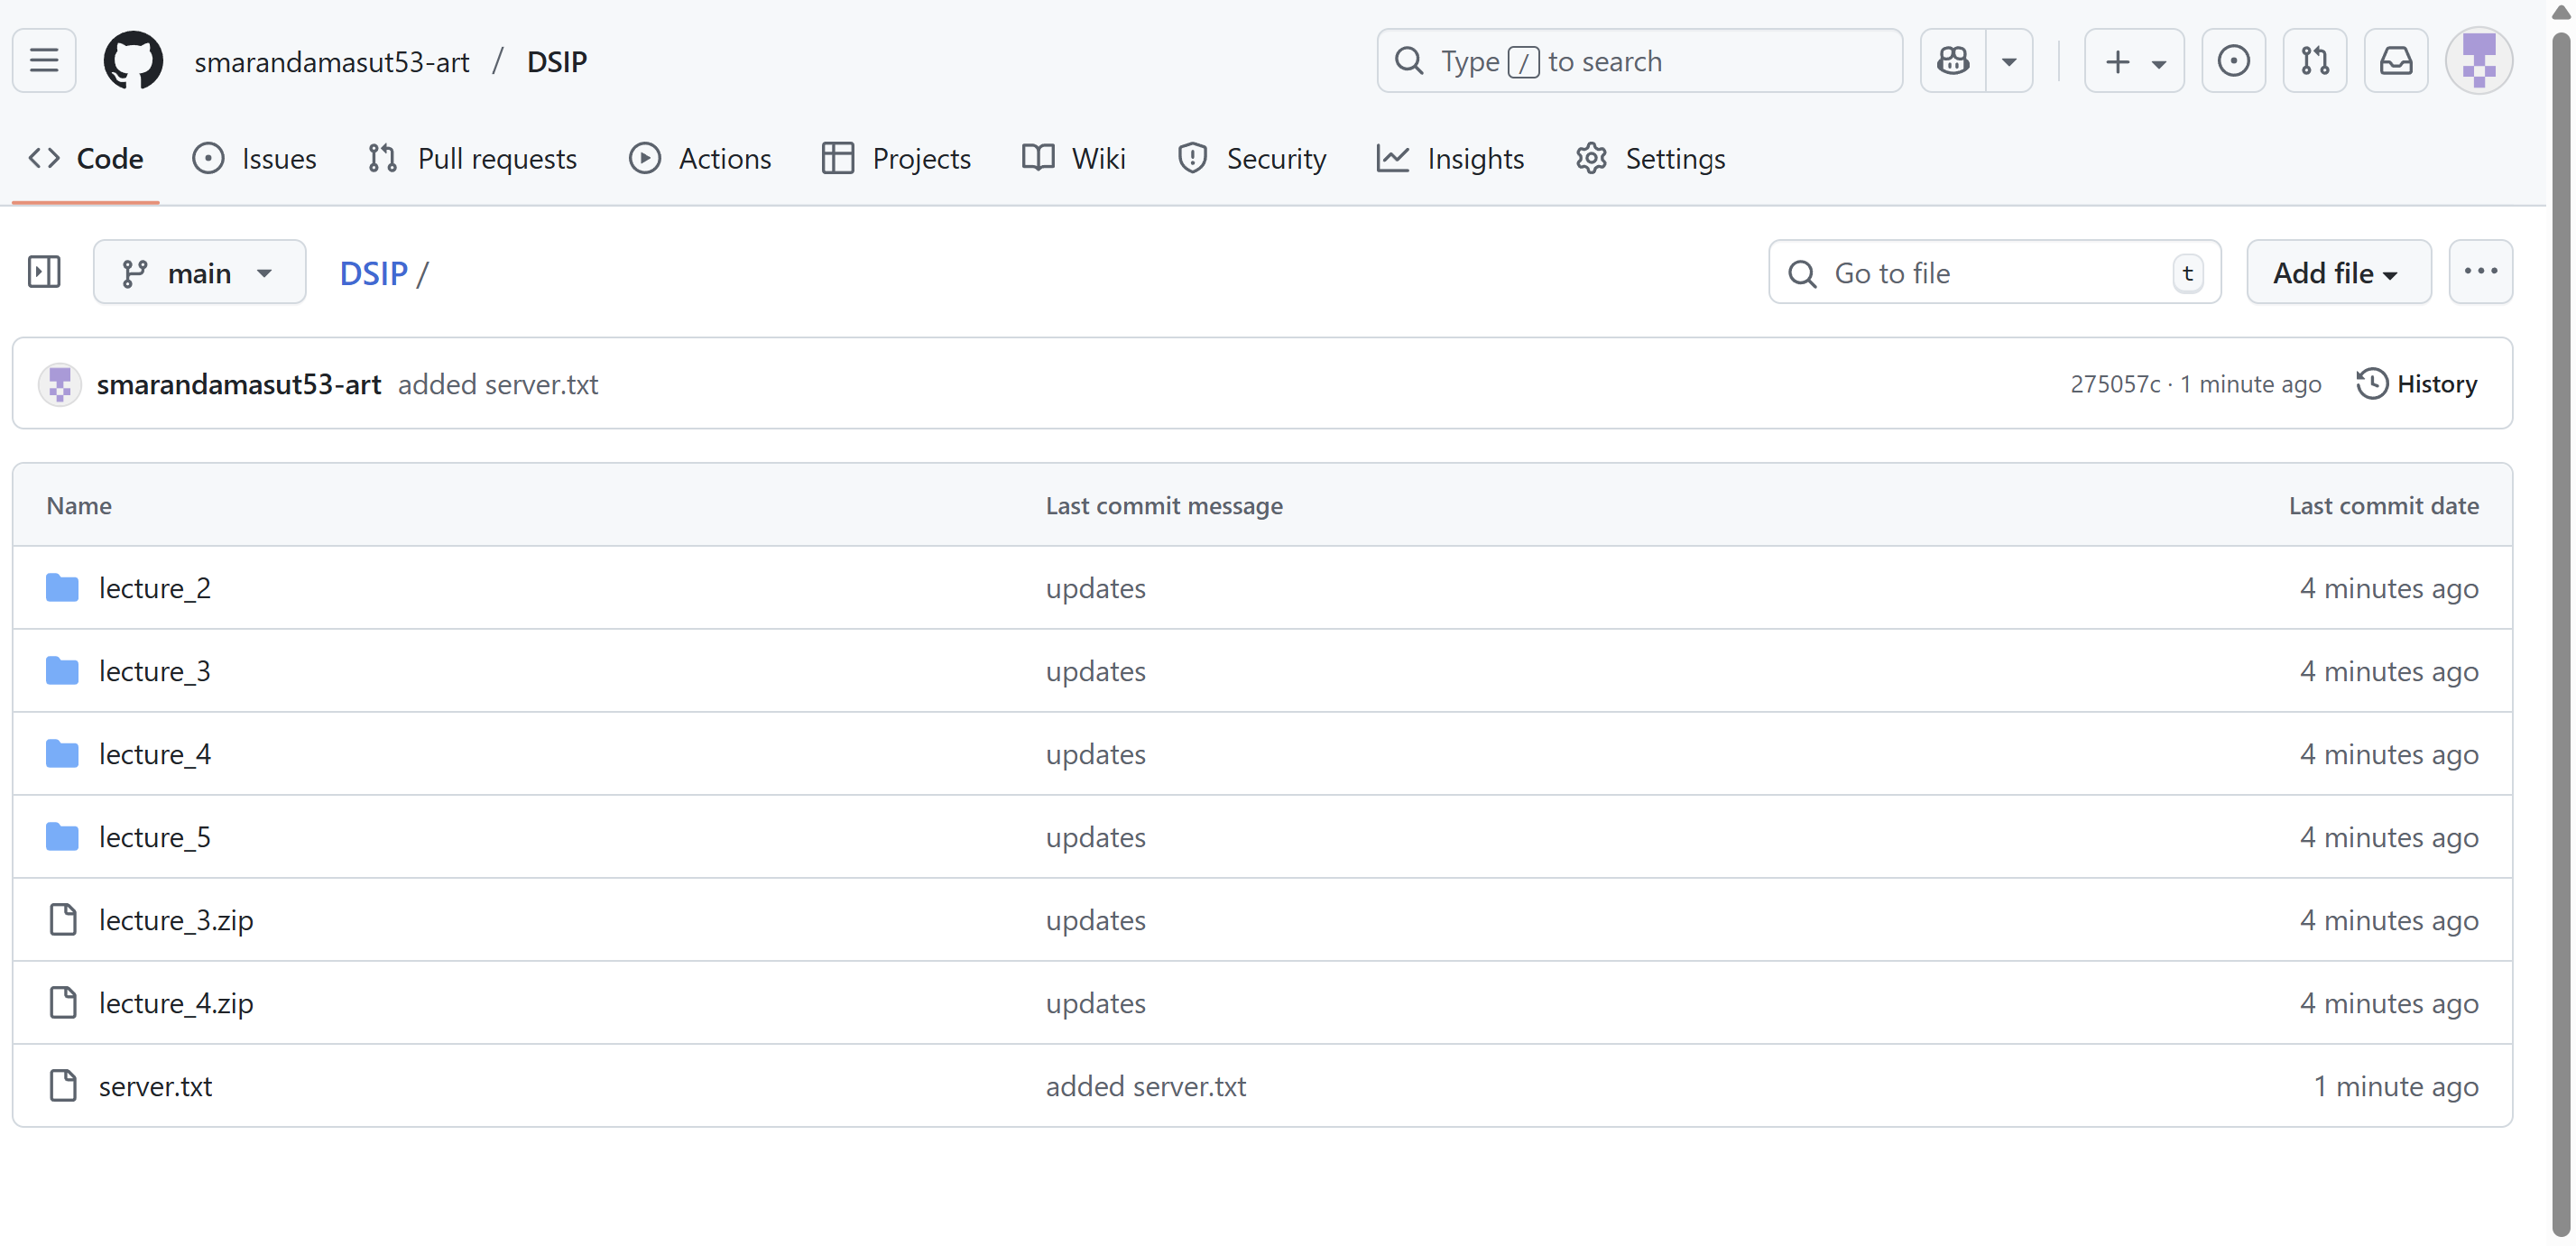 smarandamasut53-art / DSIP Type / to search
Code Issues Pull requests Actions Projects Wiki Security Insights Settings
main DSIP / Go to file t Add file
smarandamasut53-art added server.txt 275057c · 1 minute ago History
Name Last commit message Last commit date
lecture_2 updates 4 minutes ago
lecture_3 updates 4 minutes ago
lecture_4 updates 4 minutes ago
lecture_5 updates 4 minutes ago
lecture_3.zip updates 4 minutes ago
lecture_4.zip updates 4 minutes ago
server.txt added server.txt 1 minute ago